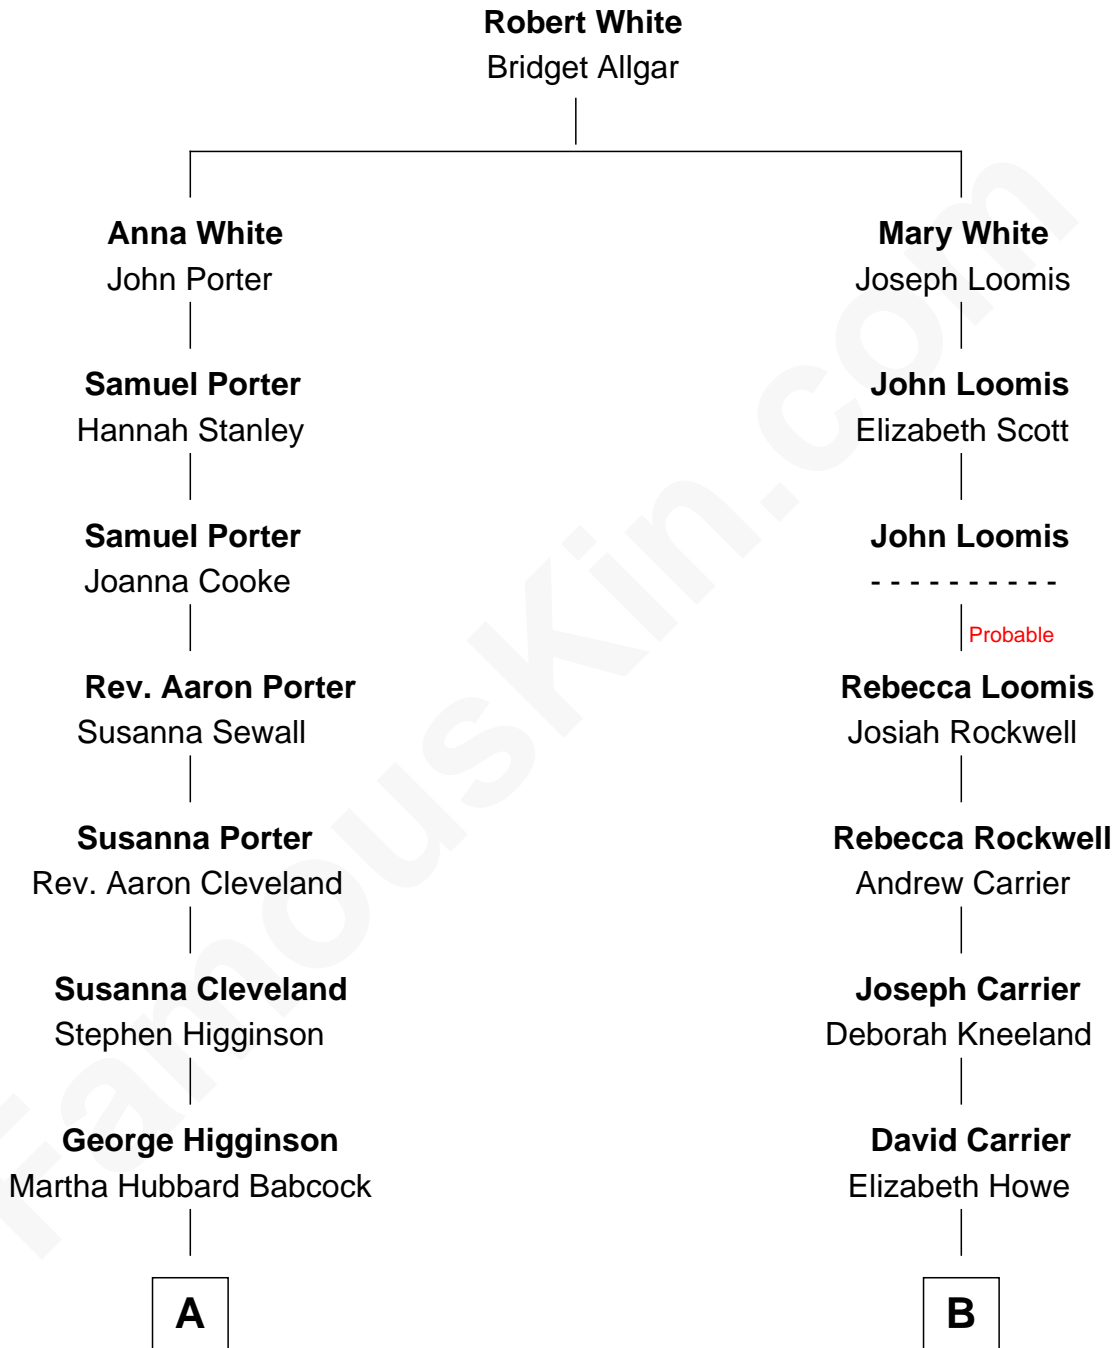 Robert White
Bridget Allgar
Anna White
John Porter
Mary White
Joseph Loomis
Samuel Porter
Hannah Stanley
John Loomis
Elizabeth Scott
Samuel Porter
Joanna Cooke
John Loomis
- - - - - - - - - -
Probable
Rev. Aaron Porter
Susanna Sewall
Rebecca Loomis
Josiah Rockwell
Susanna Porter
Rev. Aaron Cleveland
Rebecca Rockwell
Andrew Carrier
Susanna Cleveland
Stephen Higginson
Joseph Carrier
Deborah Kneeland
George Higginson
Martha Hubbard Babcock
David Carrier
Elizabeth Howe
A
B
FamousKin.com